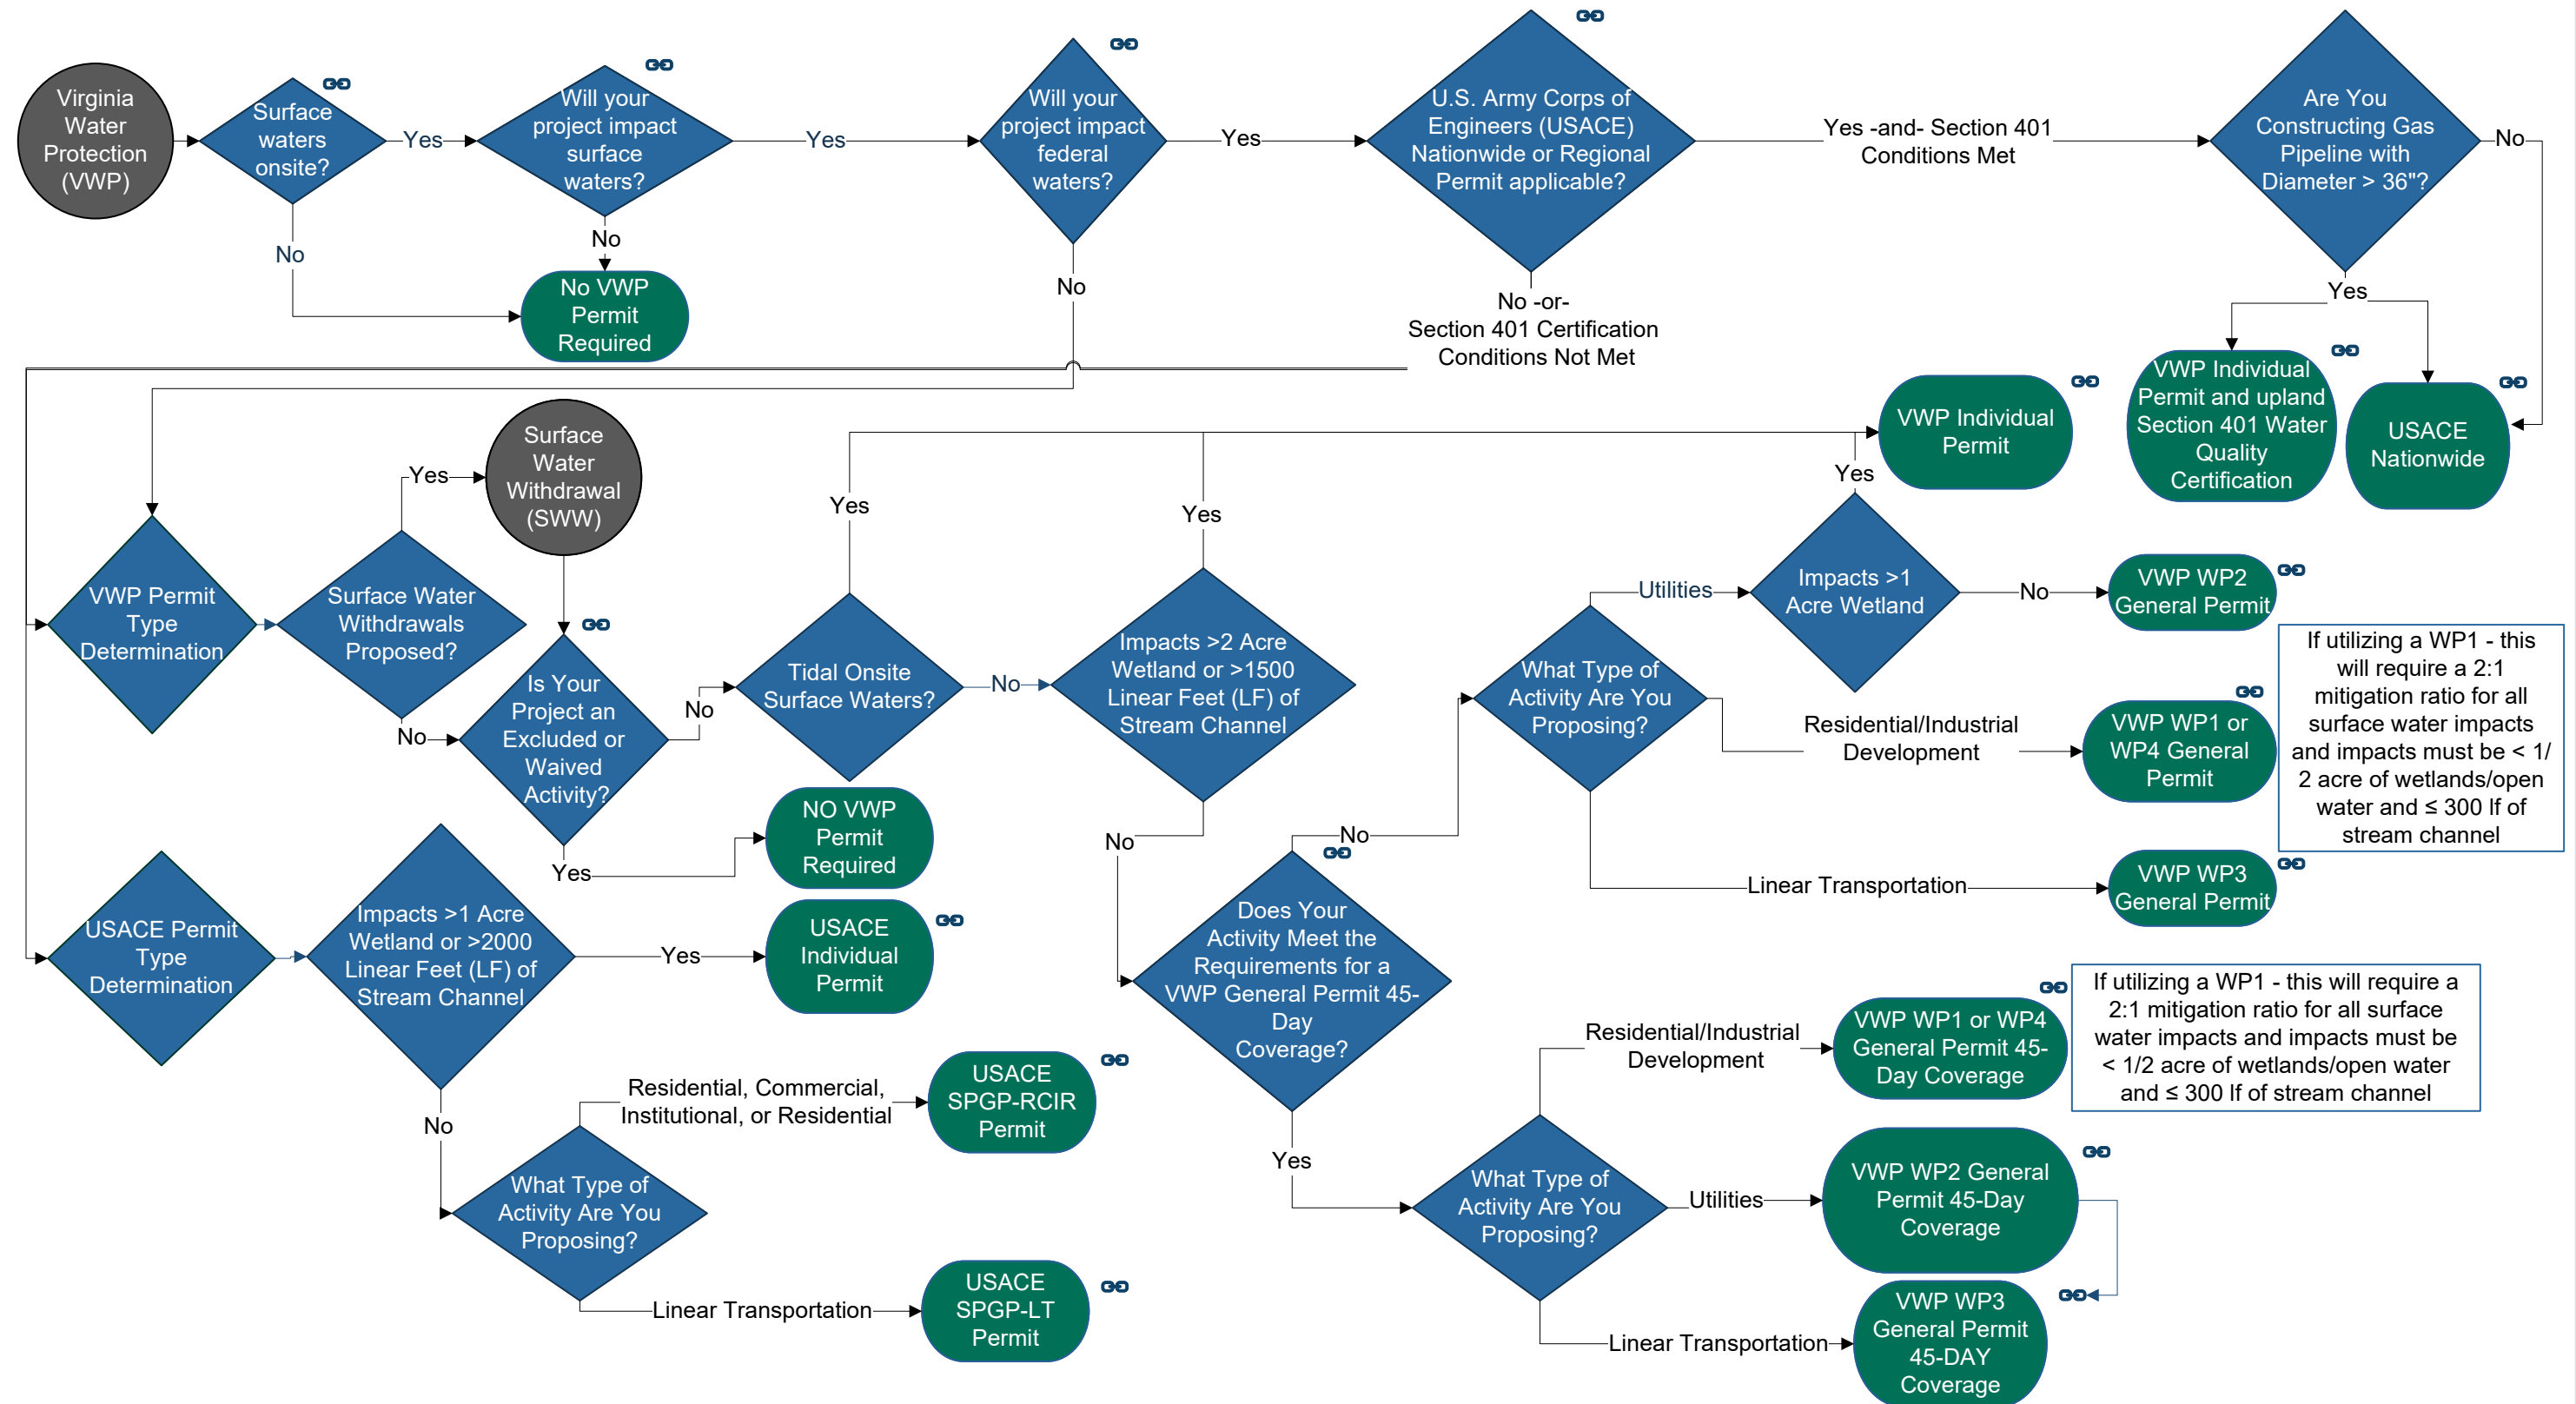 Virginia
Water
Protection
(VWP)
Surface
waters
onsite?
Yes
No
Will your
project impact
surface
waters?
Yes
No
No VWP
Permit
Required
Will your
project impact
federal
waters?
Yes
No
U.S. Army Corps of
Engineers (USACE)
Nationwide or Regional
Permit applicable?
Yes -and- Section 401
Conditions Met
No -or-
Section 401 Certification
Conditions Not Met
Are You
Constructing Gas
Pipeline with
Diameter > 36"?
No
Yes
VWP Individual
Permit and upland
Section 401 Water
Quality
Certification
USACE
Nationwide
VWP Permit
Type
Determination
Surface Water
Withdrawals
Proposed?
Yes
No
Surface
Water
Withdrawal
(SWW)
Is Your
Project an
Excluded or
Waived
Activity?
No
Yes
NO VWP
Permit
Required
Tidal Onsite
Surface Waters?
Yes
No
Impacts >2 Acre
Wetland or >1500
Linear Feet (LF) of
Stream Channel
Yes
No
VWP Individual
Permit
Does Your
Activity Meet the
Requirements for a
VWP General Permit 45-
Day
Coverage?
No
Yes
What Type of
Activity Are You
Proposing?
Utilities
Impacts >1
Acre Wetland
Yes
No
VWP WP2
General Permit
Residential/Industrial
Development
VWP WP1 or
WP4 General
Permit
If utilizing a WP1 - this
will require a 2:1
mitigation ratio for all
surface water impacts
and impacts must be < 1/
2 acre of wetlands/open
water and ≤ 300 lf of
stream channel
Linear Transportation
VWP WP3
General Permit
USACE Permit
Type
Determination
Impacts >1 Acre
Wetland or >2000
Linear Feet (LF) of
Stream Channel
Yes
USACE
Individual
Permit
No
What Type of
Activity Are You
Proposing?
Residential, Commercial,
Institutional, or Residential
USACE
SPGP-RCIR
Permit
Linear Transportation
USACE
SPGP-LT
Permit
What Type of
Activity Are You
Proposing?
Residential/Industrial
Development
VWP WP1 or WP4
General Permit 45-
Day Coverage
If utilizing a WP1 - this will require a
2:1 mitigation ratio for all surface
water impacts and impacts must be
< 1/2 acre of wetlands/open water
and ≤ 300 lf of stream channel
Utilities
VWP WP2 General
Permit 45-Day
Coverage
Linear Transportation
VWP WP3
General Permit
45-DAY
Coverage